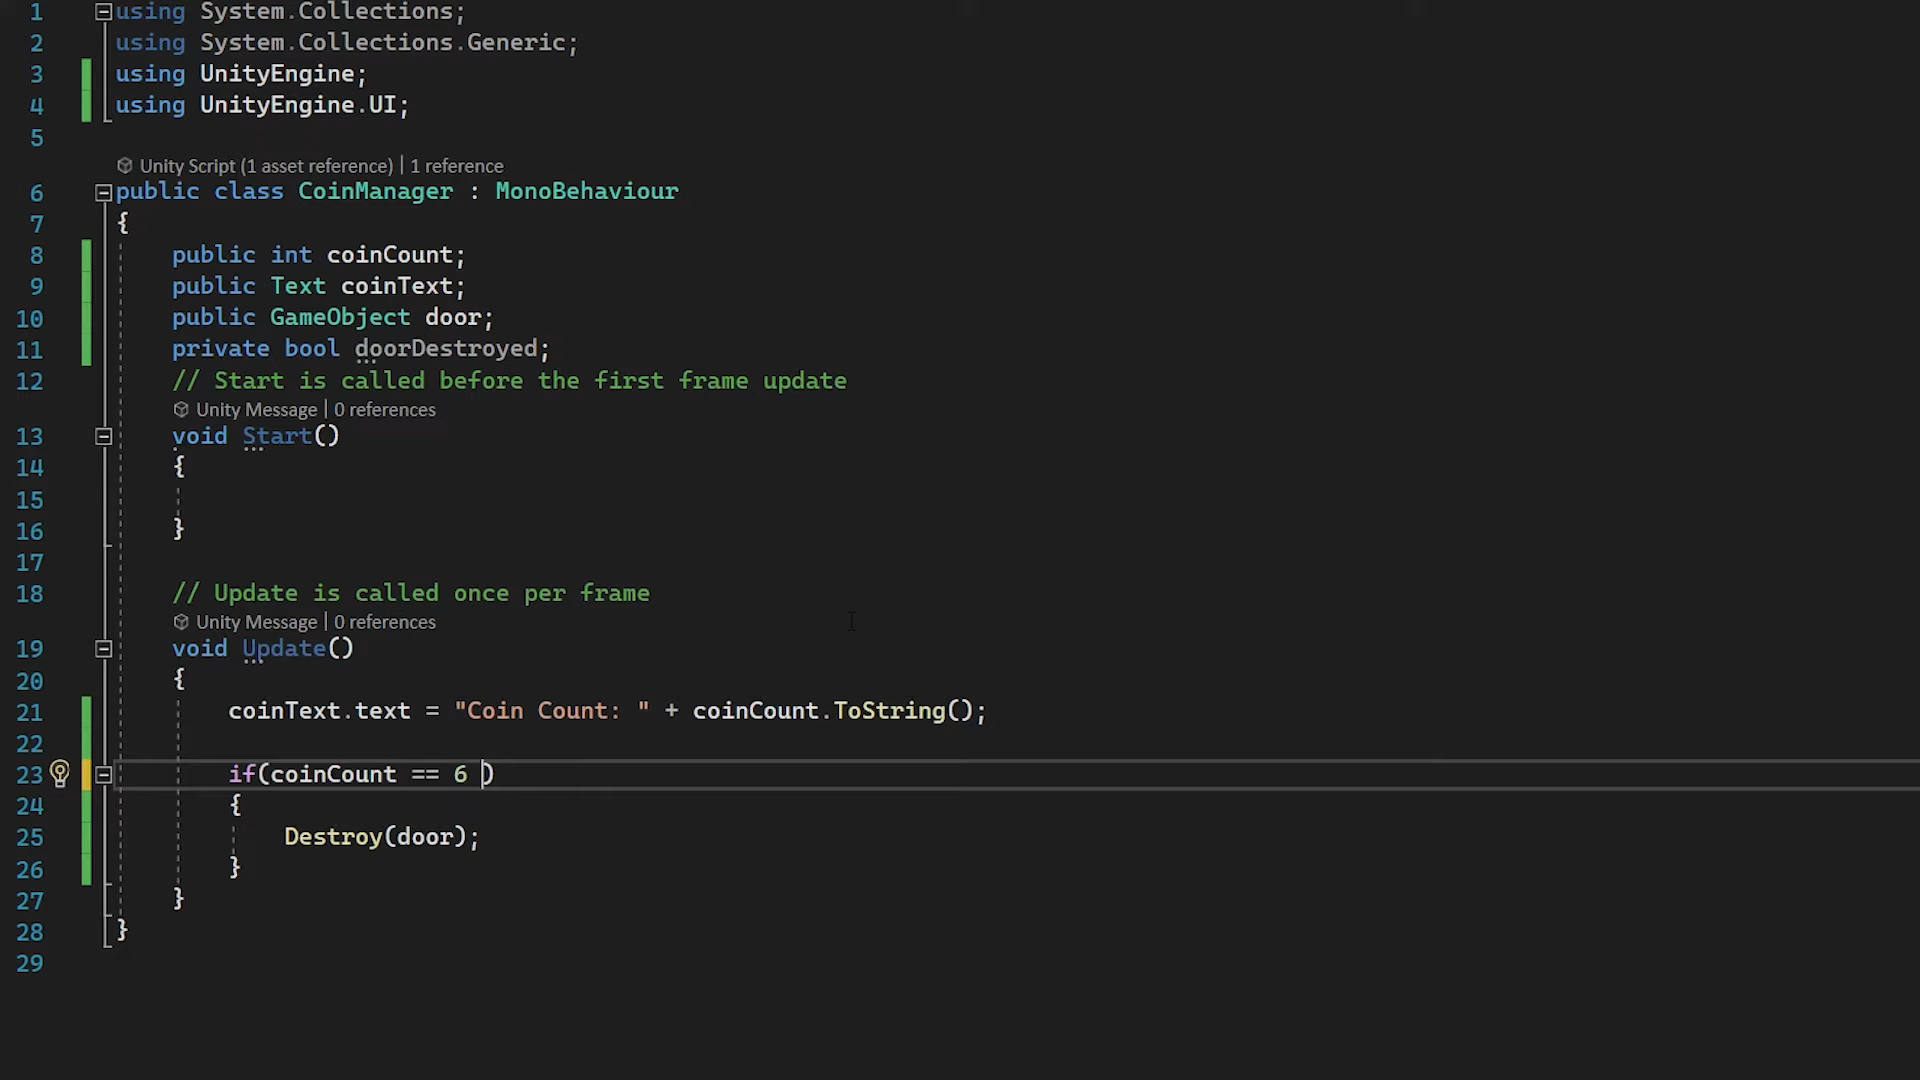 1 using System.Collections;
2 using System.Collections.Generic;
3 using UnityEngine;
4 using UnityEngine.UI;
5
Unity Script (1 asset reference) | 1 reference
6 public class CoinManager : MonoBehaviour
7 {
8 public int coinCount;
9 public Text coinText;
10 public GameObject door;
11 private bool doorDestroyed;
12 // Start is called before the first frame update
Unity Message | 0 references
13 void Start()
14 {
15
16 }
17
18 // Update is called once per frame
Unity Message | 0 references
19 void Update()
20 {
21 coinText.text = "Coin Count: " + coinCount.ToString();
22
23 if(coinCount == 6 )
24 {
25 Destroy(door);
26 }
27 }
28 }
29